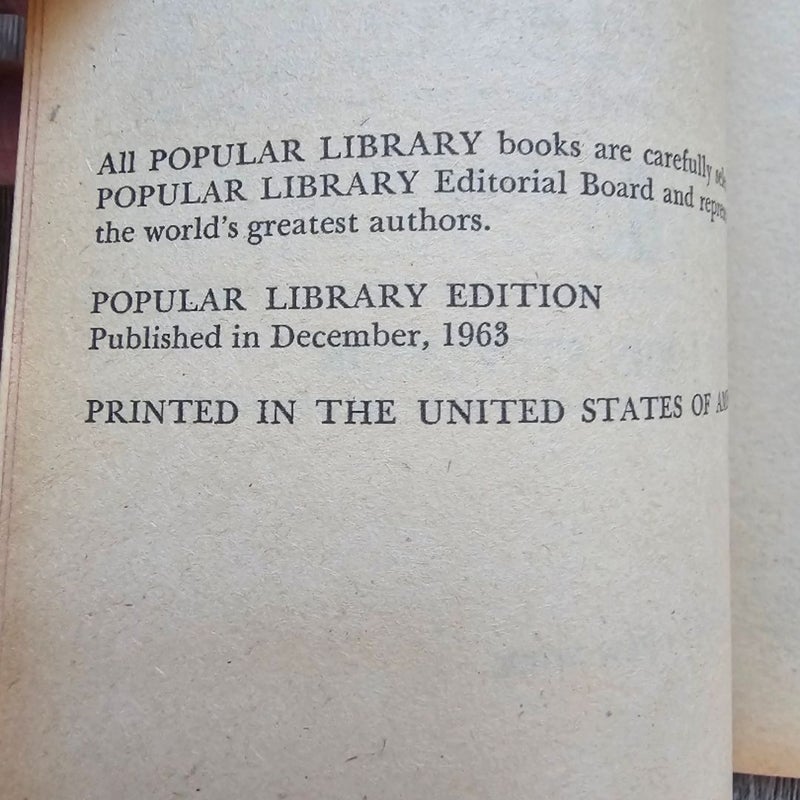 All POPULAR LIBRARY books are carefully
POPULAR LIBRARY Editorial Board and
the world's greatest authors.
POPULAR LIBRARY EDITION
Published in December, 1963
PRINTED IN THE UNITED STATES OF